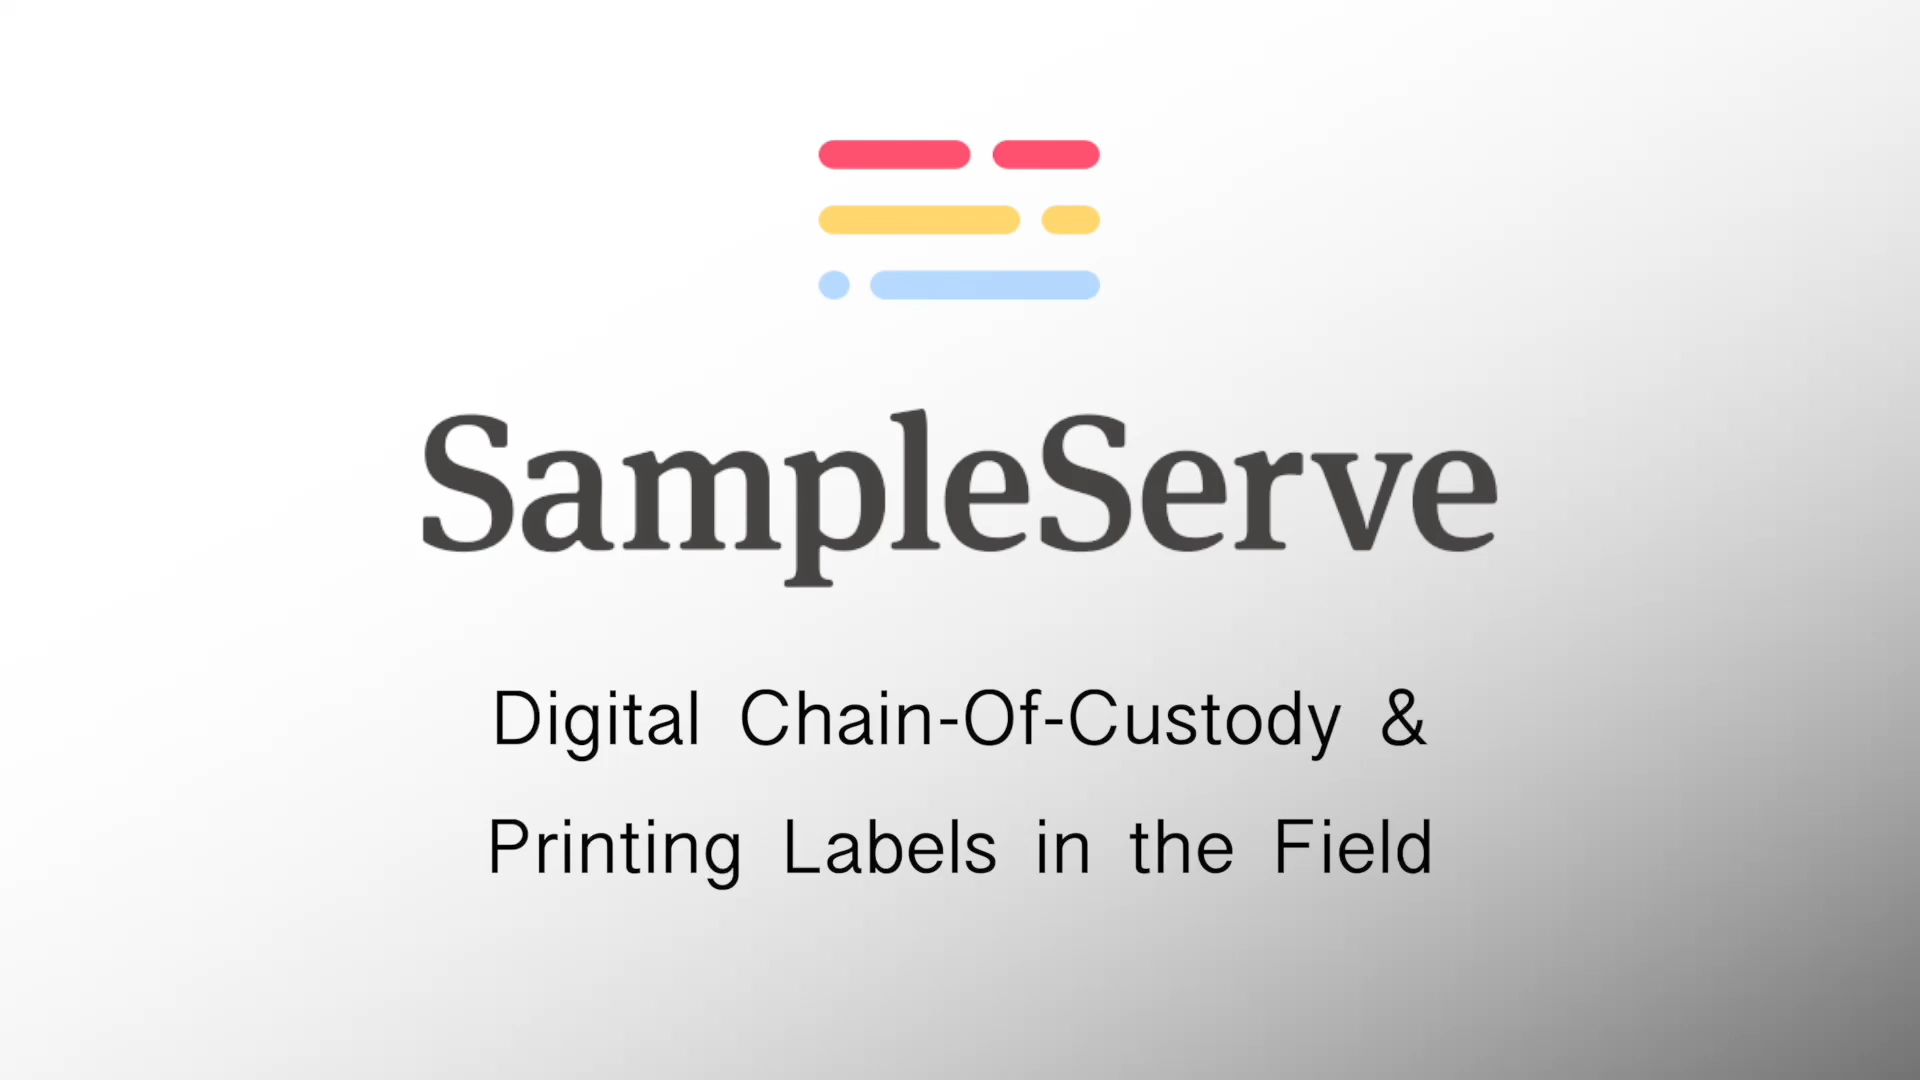 SampleServe
Digital Chain-Of-Custody &
Printing Labels in the Field